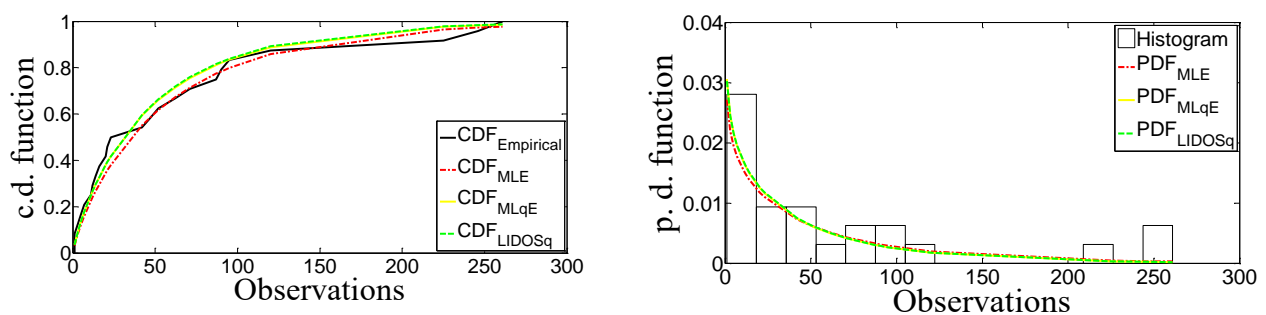 c.d. function
1
0.8
0.6
0.4
0.2
0
0 50 100 150 200 250 300
Observations
CDF_Empirical
CDF_MLE
CDF_MLqE
CDF_LIDOSq
p. d. function
0.04
0.03
0.02
0.01
0
0 50 100 150 200 250 300
Observations
Histogram
PDF_MLE
PDF_MLqE
PDF_LIDOSq